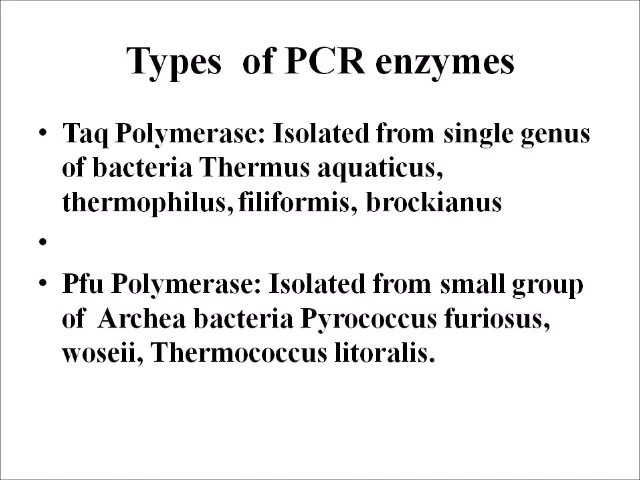 Types of PCR enzymes
• Taq Polymerase: Isolated from single genus
of bacteria Thermus aquaticus,
thermophilus, filiformis, brockianus
•
• Pfu Polymerase: Isolated from small group
of Archea bacteria Pyrococcus furiosus,
woseii, Thermococcus litoralis.